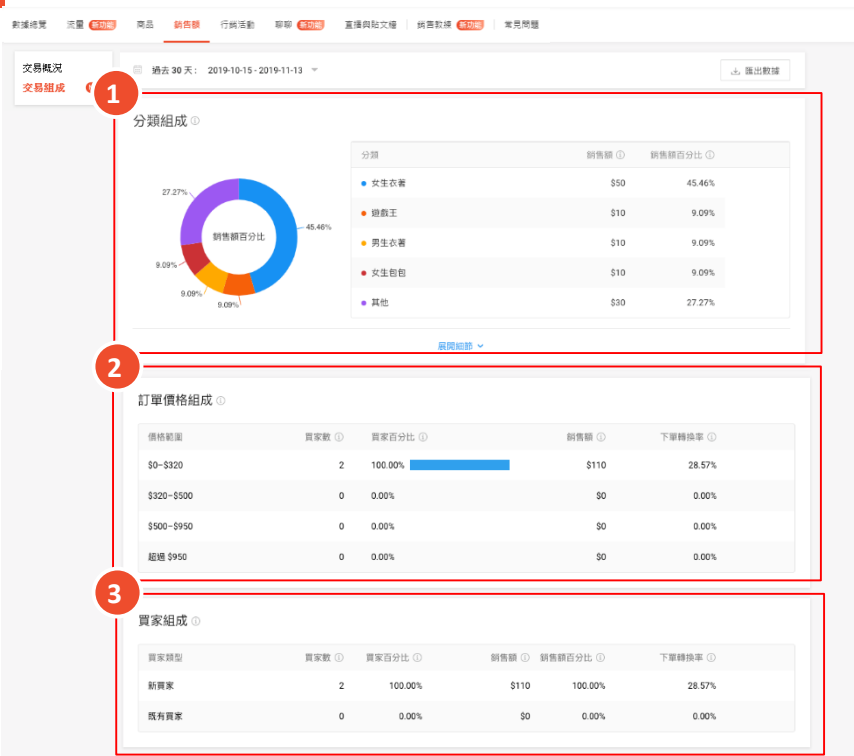 數據總覽 流量 新功能 商品 銷售額 行銷活動 聊聊 新功能 直播與貼文欄 銷售教練 新功能 常見問題
交易概況
交易組成
過去 30 天： 2019-10-15 - 2019-11-13
匯出數據
1
分類組成
分類 銷售額 銷售額百分比
女生衣著 $50 45.46%
遊戲王 $10 9.09%
男生衣著 $10 9.09%
女生包包 $10 9.09%
其他 $30 27.27%
27.27%
銷售額百分比
45.46%
9.09%
9.09%
9.09%
展開細節
2
訂單價格組成
價格範圍 買家數 買家百分比 銷售額 下單轉換率
$0–$320 2 100.00% $110 28.57%
$320–$500 0 0.00% $0 0.00%
$500–$950 0 0.00% $0 0.00%
超過 $950 0 0.00% $0 0.00%
3
買家組成
買家類型 買家數 買家百分比 銷售額 銷售額百分比 下單轉換率
新買家 2 100.00% $110 100.00% 28.57%
既有買家 0 0.00% $0 0.00% 0.00%